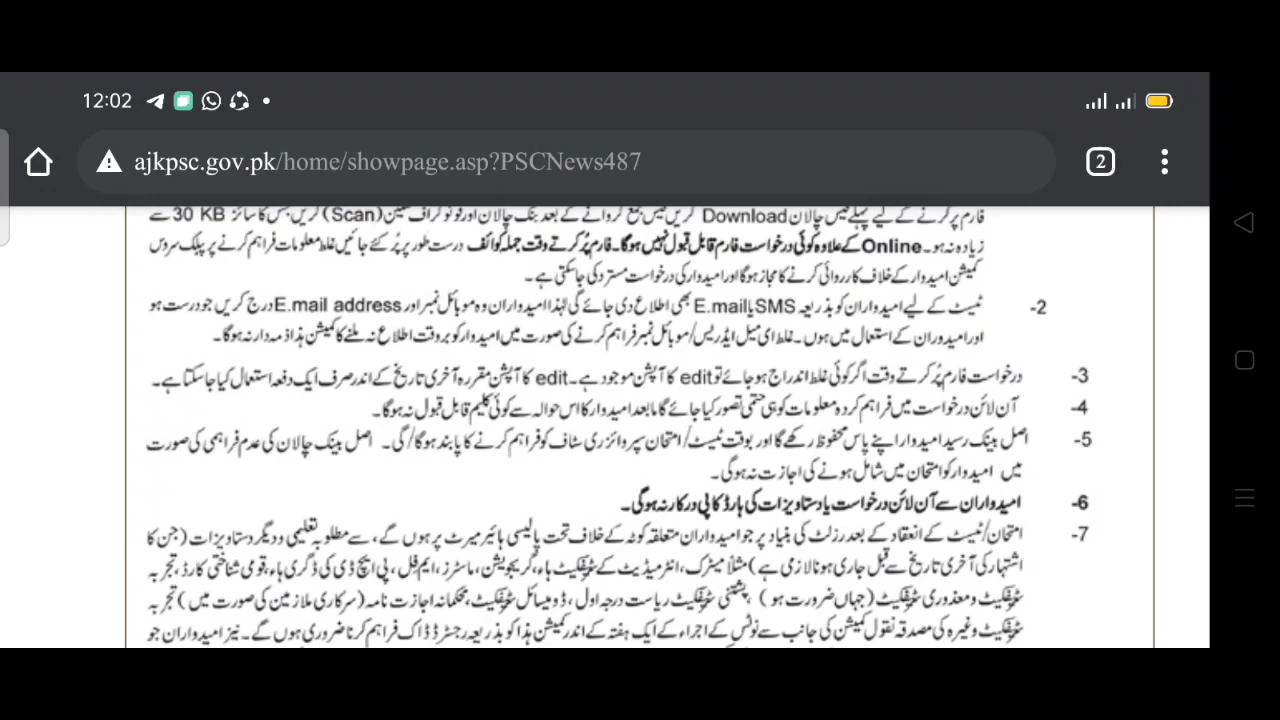 12:02
ajkpsc.gov.pk/home/showpage.asp?PSCNews487
2
فارم پر کرنے کے لیے پہلے فیس چالان Download کریں فیس جمع کروانے کے بعد بنک چالان اور فوٹو گراف سکین (Scan) کریں جس کا سائز 30 KB سے
زیادہ نہ ہو۔ Online کے علاوہ کوئی درخواست فارم قابل قبول نہیں ہوگا۔ فارم پُر کرتے وقت جملہ کوائف درست طور پر پُر کئے جائیں غلط معلومات فراہم کرنے پر پبلک سروس
کمیشن امیدوار کے خلاف کارروائی کرنے کا مجاز ہوگا اور امیدوار کی درخواست مسترد کی جاسکتی ہے۔
2- ٹیسٹ کے لیے امیدواران کو بذریعہ SMS یا E.mail بھی اطلاع دی جائے گی لہٰذا امیدواران وہ موبائل نمبر اور E.mail address درج کریں جو درست ہو
اور امیدوران کے استعمال میں ہوں۔ غلط ای میل ایڈریس/موبائل نمبر فراہم کرنے کی صورت میں امیدوار کو بروقت اطلاع نہ ملنے کا کمیشن ہذا ذمہ دار نہ ہوگا۔
3- درخواست فارم پُر کرتے وقت اگر کوئی غلط اندراج ہو جائے تو edit کا آپشن موجود ہے۔ edit کا آپشن مقررہ آخری تاریخ کے اندر صرف ایک دفعہ استعمال کیا جاسکتا ہے۔
4- آن لائن درخواست میں فراہم کردہ معلومات کو ہی حتمی تصور کیا جائے گا مابعد امیدوار کا اس حوالہ سے کوئی کلیم قابل قبول نہ ہوگا۔
5- اصل بینک رسید امیدوار اپنے پاس محفوظ رکھے گا اور بوقت ٹیسٹ/امتحان سپروائزری سٹاف کو فراہم کرنے کا پابند ہوگا/گی۔ اصل بینک چالان کی عدم فراہمی کی صورت
میں امیدوار کو امتحان میں شامل ہونے کی اجازت نہ ہوگی۔
6- امیدواران سے آن لائن درخواست یا دستاویزات کی ہارڈ کاپی درکار نہ ہوگی۔
7- امتحان/ٹیسٹ کے انعقاد کے بعد رزلٹ کی بنیاد پر جو امیدواران متعلقہ کوٹہ کے خلاف تحت پالیسی ہائیر میرٹ پر ہوں گے، سے مطلوبہ تعلیمی و دیگر دستاویزات (جن کا
اشتہار کی آخری تاریخ سے قبل جاری ہونا لازمی ہے) مثلاً میٹرک، انٹرمیڈیٹ کے سٹرٹیفکیٹ ہاء، گریجویشن، ماسٹرز، ایم فل، پی ایچ ڈی کی ڈگری ہاء، قومی شناختی کارڈ، تجربہ
سرٹیفکیٹ و معذوری سرٹیفکیٹ (جہاں ضرورت ہو)، پشتنی سرٹیفکیٹ ریاست درجہ اول، ڈومیسائل سرٹیفکیٹ، محکمانہ اجازت نامہ (سرکاری ملازمین کی صورت میں) تجربہ
سرٹیفکیٹ وغیرہ کی مصدقہ نقول کمیشن کی جانب سے نوٹس کے اجراء کے ایک ہفتہ کے اندر کمیشن ہذا کو بذریعہ رجسٹرڈ ڈاک فراہم کرنا ضروری ہوں گے۔ نیز امیدواران جو